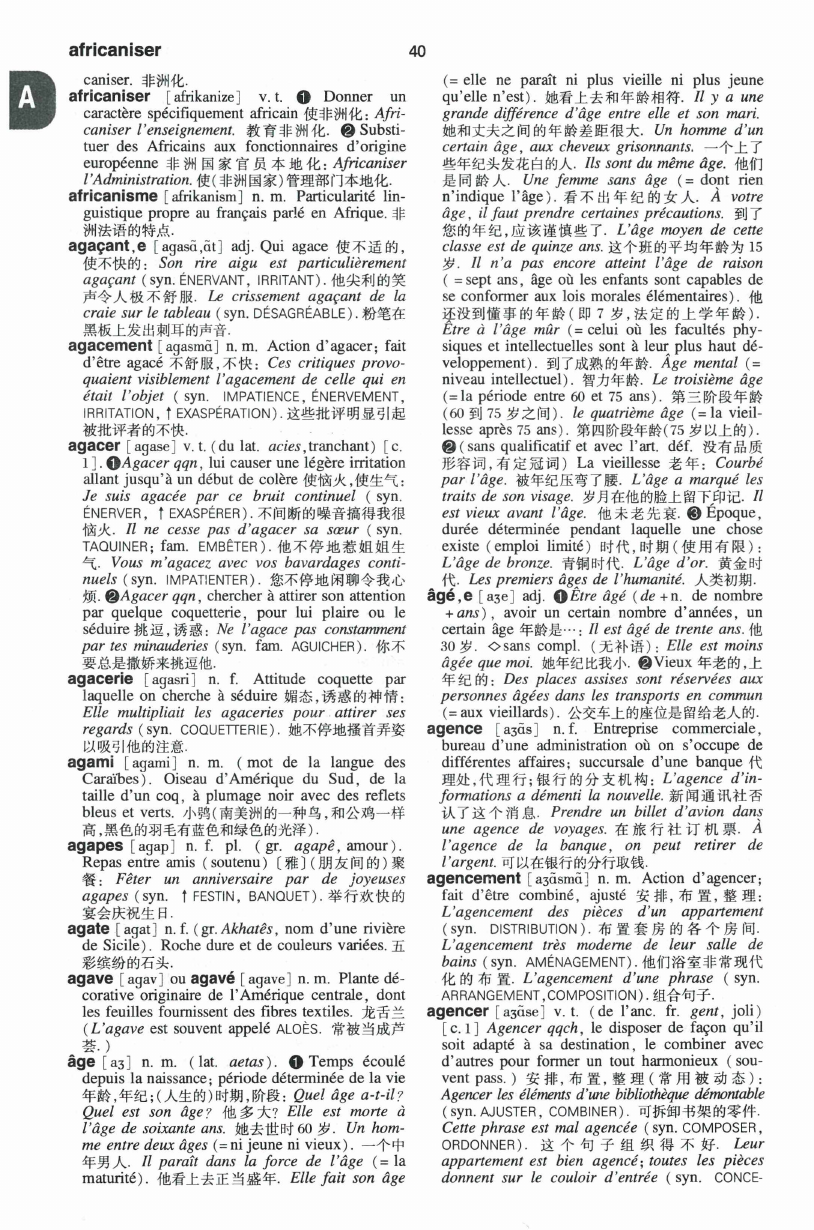 africaniser
40
A
caniser. 非洲化.
africaniser [afrikanize] v. t. ❶ Donner un
caractère spécifiquement africain 使非洲化: Afri-
caniser l'enseignement. 教育非洲化. ❷ Substi-
tuer des Africains aux fonctionnaires d'origine
européenne 非洲国家官员本地化: Africaniser
l'Administration. 使(非洲国家)管理部门本地化.
africanisme [afrikanism] n. m. Particularité lin-
guistique propre au français parlé en Afrique. 非
洲法语的特点.
agaçant,e [agasɑ̃,ɑ̃t] adj. Qui agace 使不适的,
使不快的: Son rire aigu est particulièrement
agaçant (syn. ÉNERVANT, IRRITANT). 他尖利的笑
声令人极不舒服. Le crissement agaçant de la
craie sur le tableau (syn. DÉSAGRÉABLE). 粉笔在
黑板上发出刺耳的声音.
agacement [agasmɑ̃] n. m. Action d'agacer; fait
d'être agacé 不舒服,不快: Ces critiques provo-
quaient visiblement l'agacement de celle qui en
était l'objet ( syn. IMPATIENCE, ÉNERVEMENT,
IRRITATION, ↑ EXASPÉRATION). 这些批评明显引起
被批评者的不快.
agacer [agase] v. t. (du lat. acies,tranchant) [c.
1]. ❶Agacer qqn, lui causer une légère irritation
allant jusqu'à un début de colère 使恼火,使生气:
Je suis agacée par ce bruit continuel ( syn.
ÉNERVER, ↑ EXASPÉRER). 不间断的噪音搞得我很
恼火. Il ne cesse pas d'agacer sa sœur ( syn.
TAQUINER; fam. EMBÊTER). 他不停地惹姐姐生
气. Vous m'agacez avec vos bavardages conti-
nuels (syn. IMPATIENTER). 您不停地闲聊令我心
烦. ❷Agacer qqn, chercher à attirer son attention
par quelque coquetterie, pour lui plaire ou le
séduire 挑逗,诱惑: Ne l'agace pas constamment
par tes minauderies (syn. fam. AGUICHER). 你不
要总是撒娇来挑逗他.
agacerie [agasri] n. f. Attitude coquette par
laquelle on cherche à séduire 媚态,诱惑的神情:
Elle multipliait les agaceries pour attirer ses
regards (syn. COQUETTERIE). 她不停地搔首弄姿
以吸引他的注意.
agami [agami] n. m. ( mot de la langue des
Caraïbes). Oiseau d'Amérique du Sud, de la
taille d'un coq, à plumage noir avec des reflets
bleus et verts. 小鹗(南美洲的一种鸟,和公鸡一样
高,黑色的羽毛有蓝色和绿色的光泽).
agapes [agap] n. f. pl. ( gr. agapê, amour).
Repas entre amis (soutenu) [雅](朋友间的)聚
餐: Fêter un anniversaire par de joyeuses
agapes (syn. ↑ FESTIN, BANQUET). 举行欢快的
宴会庆祝生日.
agate [agat] n. f. (gr. Akhatês, nom d'une rivière
de Sicile). Roche dure et de couleurs variées. 五
彩缤纷的石头.
agave [agav] ou agavé [agave] n. m. Plante dé-
corative originaire de l'Amérique centrale, dont
les feuilles fournissent des fibres textiles. 龙舌兰
(L'agave est souvent appelé ALOÈS. 常被当成芦
荟.)
âge [aʒ] n. m. (lat. aetas). ❶ Temps écoulé
depuis la naissance; période déterminée de la vie
年龄,年纪;(人生的)时期,阶段: Quel âge a-t-il?
Quel est son âge? 他多大? Elle est morte à
l'âge de soixante ans. 她去世时60岁. Un hom-
me entre deux âges (= ni jeune ni vieux). 一个中
年男人. Il paraît dans la force de l'âge (= la
maturité). 他看上去正当盛年. Elle fait son âge
(= elle ne paraît ni plus vieille ni plus jeune
qu'elle n'est). 她看上去和年龄相符. Il y a une
grande différence d'âge entre elle et son mari.
她和丈夫之间的年龄差距很大. Un homme d'un
certain âge, aux cheveux grisonnants. 一个上了
些年纪头发花白的人. Ils sont du même âge. 他们
是同龄人. Une femme sans âge (= dont rien
n'indique l'âge). 看不出年纪的女人. À votre
âge, il faut prendre certaines précautions. 到了
您的年纪,应该谨慎些了. L'âge moyen de cette
classe est de quinze ans. 这个班的平均年龄为15
岁. Il n'a pas encore atteint l'âge de raison
( = sept ans, âge où les enfants sont capables de
se conformer aux lois morales élémentaires). 他
还没到懂事的年龄(即7岁,法定的上学年龄).
Être à l'âge mûr (= celui où les facultés phy-
siques et intellectuelles sont à leur plus haut dé-
veloppement). 到了成熟的年龄. Âge mental (=
niveau intellectuel). 智力年龄. Le troisième âge
(= la période entre 60 et 75 ans). 第三阶段年龄
(60到75岁之间). le quatrième âge (= la vieil-
lesse après 75 ans). 第四阶段年龄(75岁以上的).
❷(sans qualificatif et avec l'art. déf. 没有品质
形容词,有定冠词) La vieillesse 老年: Courbé
par l'âge. 被年纪压弯了腰. L'âge a marqué les
traits de son visage. 岁月在他的脸上留下印记. Il
est vieux avant l'âge. 他未老先衰. ❸ Époque,
durée déterminée pendant laquelle une chose
existe (emploi limité) 时代,时期(使用有限):
L'âge de bronze. 青铜时代. L'âge d'or. 黄金时
代. Les premiers âges de l'humanité. 人类初期.
âgé,e [aʒe] adj. ❶Être âgé (de + n. de nombre
+ ans), avoir un certain nombre d'années, un
certain âge 年龄是…: Il est âgé de trente ans. 他
30岁. ◇sans compl. (无补语): Elle est moins
âgée que moi. 她年纪比我小. ❷Vieux 年老的,上
年纪的: Des places assises sont réservées aux
personnes âgées dans les transports en commun
(= aux vieillards). 公交车上的座位是留给老人的.
agence [aʒɑ̃s] n. f. Entreprise commerciale,
bureau d'une administration où on s'occupe de
différentes affaires; succursale d'une banque 代
理处,代理行;银行的分支机构: L'agence d'in-
formations a démenti la nouvelle. 新闻通讯社否
认了这个消息. Prendre un billet d'avion dans
une agence de voyages. 在旅行社订机票. À
l'agence de la banque, on peut retirer de
l'argent. 可以在银行的分行取钱.
agencement [aʒɑ̃smɑ̃] n. m. Action d'agencer;
fait d'être combiné, ajusté 安排,布置,整理:
L'agencement des pièces d'un appartement
(syn. DISTRIBUTION). 布置套房的各个房间.
L'agencement très moderne de leur salle de
bains (syn. AMÉNAGEMENT). 他们浴室非常现代
化的布置. L'agencement d'une phrase ( syn.
ARRANGEMENT,COMPOSITION). 组合句子.
agencer [aʒɑ̃se] v. t. (de l'anc. fr. gent, joli)
[c. 1] Agencer qqch, le disposer de façon qu'il
soit adapté à sa destination, le combiner avec
d'autres pour former un tout harmonieux ( sou-
vent pass.) 安排,布置,整理(常用被动态):
Agencer les éléments d'une bibliothèque démontable
(syn. AJUSTER, COMBINER). 可拆卸书架的零件.
Cette phrase est mal agencée (syn. COMPOSER,
ORDONNER). 这个句子组织得不好. Leur
appartement est bien agencé; toutes les pièces
donnent sur le couloir d'entrée ( syn. CONCE-